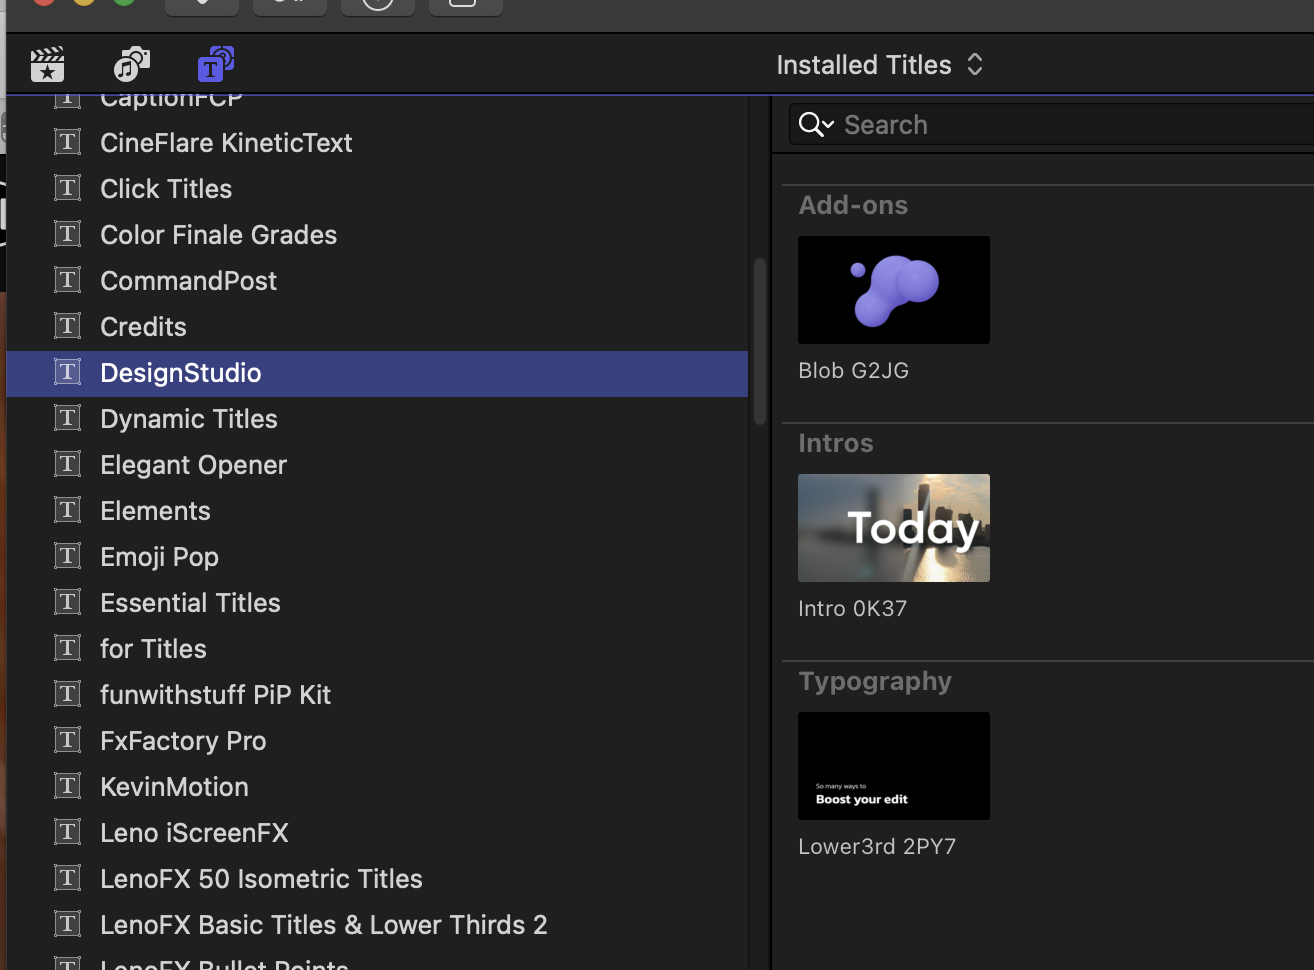 Installed Titles
CaptionFCP
CineFlare KineticText
Click Titles
Color Finale Grades
CommandPost
Credits
DesignStudio
Dynamic Titles
Elegant Opener
Elements
Emoji Pop
Essential Titles
for Titles
funwithstuff PiP Kit
FxFactory Pro
KevinMotion
Leno iScreenFX
LenoFX 50 Isometric Titles
LenoFX Basic Titles & Lower Thirds 2
LenoFX Bullet Points
Search
Add-ons
Blob G2JG
Intros
Today
Intro 0K37
Typography
So many ways to
Boost your edit
Lower3rd 2PY7